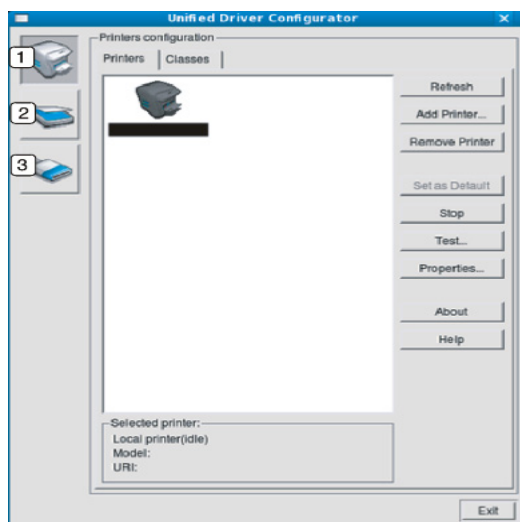 Unified Driver Configurator
Printers configuration
Printers
Classes
1
2
3
Refresh
Add Printer...
Remove Printer
Set as Default
Stop
Test...
Properties...
About
Help
Selected printer:
Local printer(idle)
Model:
URI:
Exit